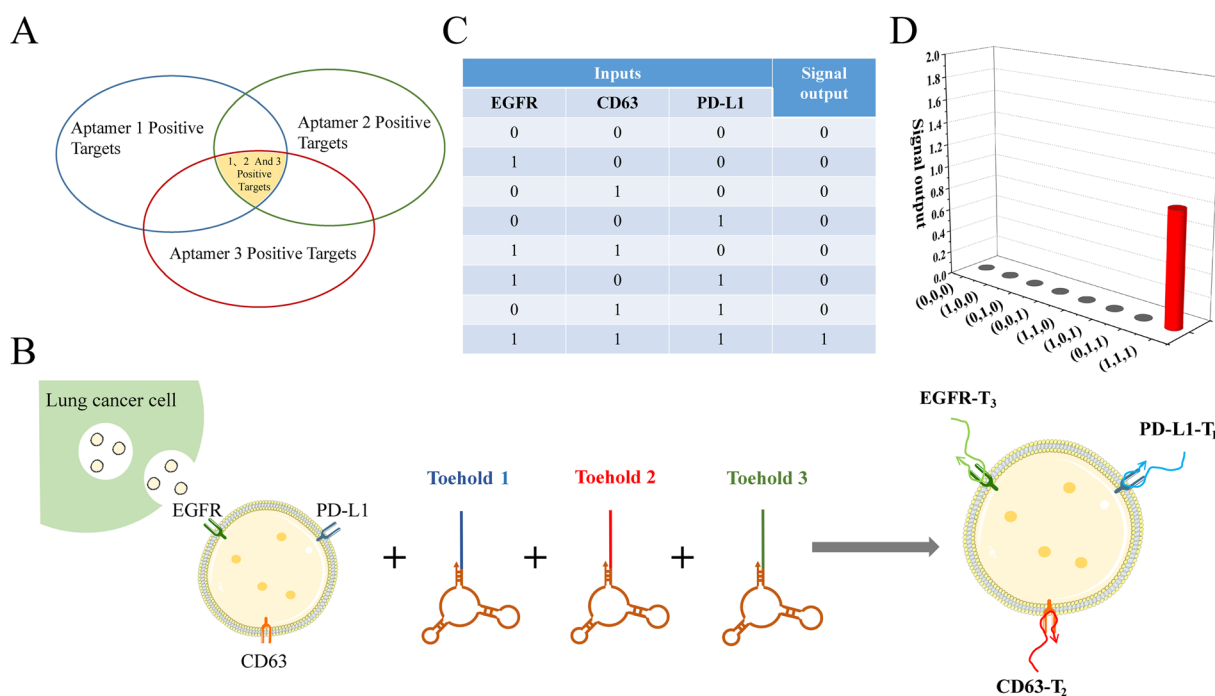 A
Aptamer 1 Positive
Targets
Aptamer 2 Positive
Targets
1、2 And 3
Positive
Targets
Aptamer 3 Positive Targets
C
Inputs Signal output
EGFR CD63 PD-L1
0 0 0 0
1 0 0 0
0 1 0 0
0 0 1 0
1 1 0 0
1 0 1 0
0 1 1 0
1 1 1 1
D
Signal output
2.0
1.8
1.6
1.4
1.2
1.0
0.8
0.6
0.4
0.2
0.0
(0,0,0)
(1,0,0)
(0,1,0)
(0,0,1)
(1,1,0)
(1,0,1)
(0,1,1)
(1,1,1)
B
Lung cancer cell
EGFR
PD-L1
CD63
+
Toehold 1
+
Toehold 2
+
Toehold 3
EGFR-T₃
PD-L1-T₁
CD63-T₂